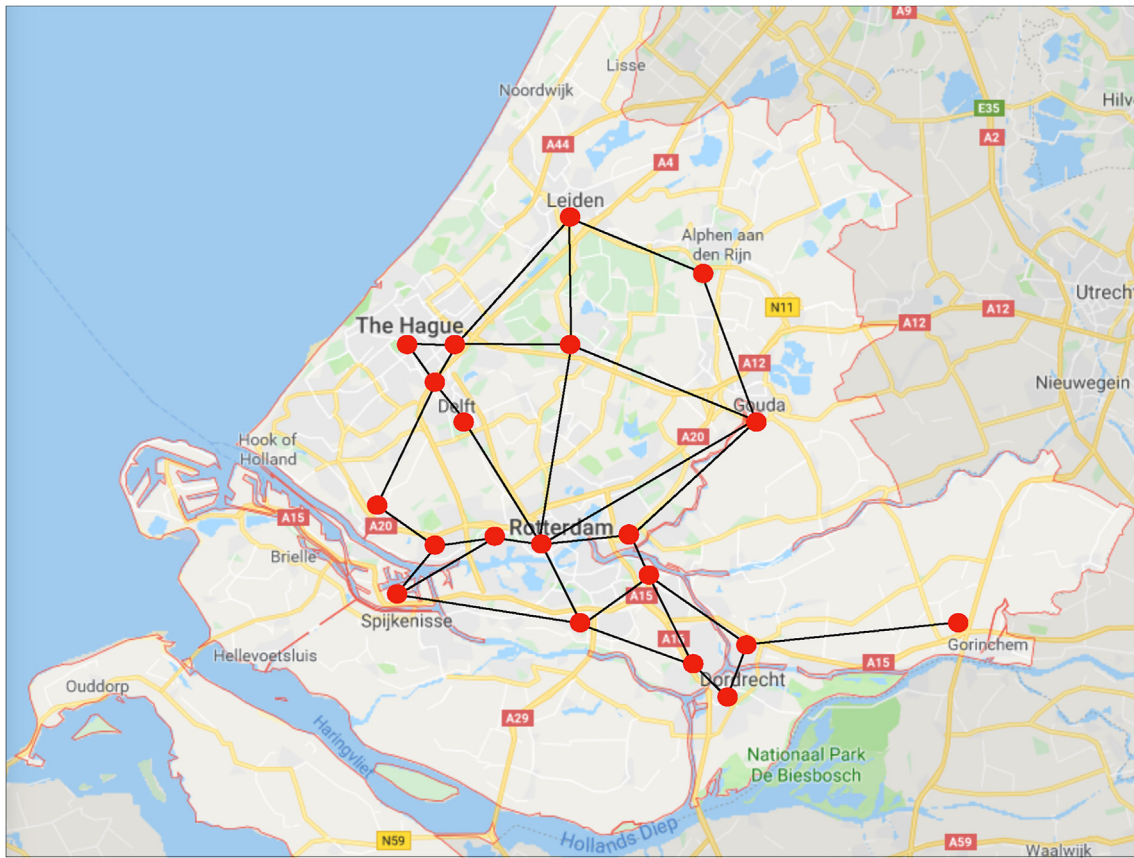 A9
Lisse
Noordwijk
E35
Hilv
A2
A44
A4
Leiden
Alphen aan
den Rijn
Utrecht
N11
A12
A12
The Hague
A12
Nieuwegein
Delft
Gouda
A20
Hook of
Holland
A15
A20
Rotterdam
Brielle
A15
Spijkenisse
A15
Gorinchem
Hellevoetsluis
A15
Dordrecht
Ouddorp
A29
Haringvliet
Nationaal Park
De Biesbosch
N59
Hollands Diep
A59
Waalwijk